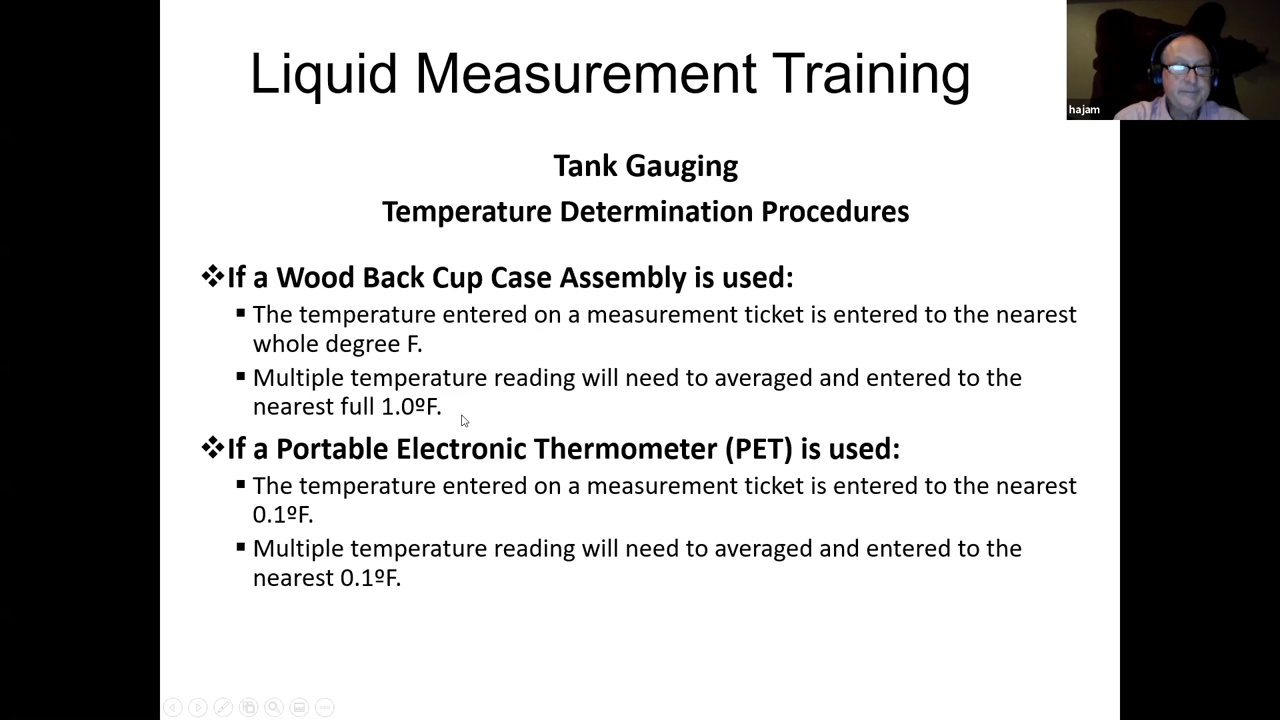 Liquid Measurement Training
hajam
Tank Gauging
Temperature Determination Procedures
❖If a Wood Back Cup Case Assembly is used:
▪ The temperature entered on a measurement ticket is entered to the nearest
whole degree F.
▪ Multiple temperature reading will need to averaged and entered to the
nearest full 1.0ºF.
❖If a Portable Electronic Thermometer (PET) is used:
▪ The temperature entered on a measurement ticket is entered to the nearest
0.1ºF.
▪ Multiple temperature reading will need to averaged and entered to the
nearest 0.1ºF.